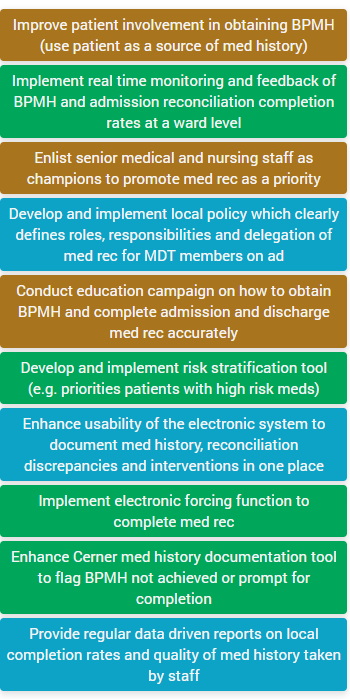 Improve patient involvement in obtaining BPMH
(use patient as a source of med history)
Implement real time monitoring and feedback of
BPMH and admission reconciliation completion
rates at a ward level
Enlist senior medical and nursing staff as
champions to promote med rec as a priority
Develop and implement local policy which clearly
defines roles, responsibilities and delegation of
med rec for MDT members on ad
Conduct education campaign on how to obtain
BPMH and complete admission and discharge
med rec accurately
Develop and implement risk stratification tool
(e.g. priorities patients with high risk meds)
Enhance usability of the electronic system to
document med history, reconciliation
discrepancies and interventions in one place
Implement electronic forcing function to
complete med rec
Enhance Cerner med history documentation tool
to flag BPMH not achieved or prompt for
completion
Provide regular data driven reports on local
completion rates and quality of med history taken
by staff